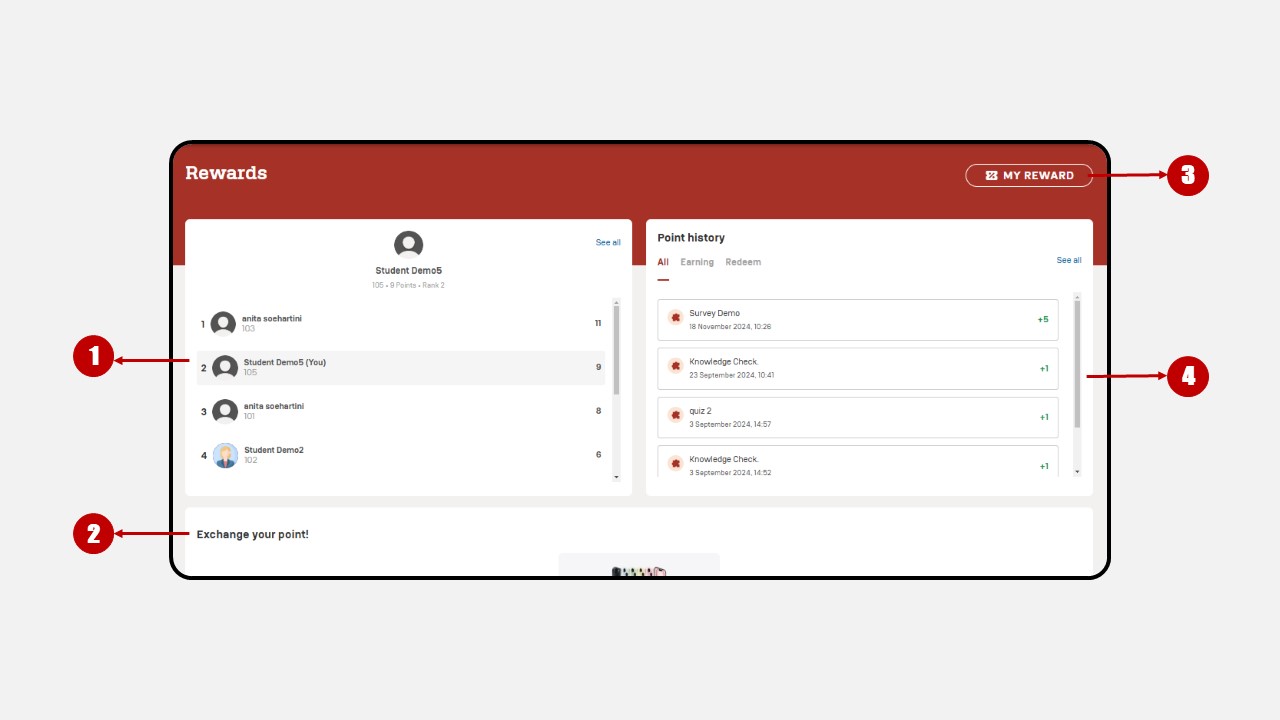 Rewards
MY REWARD
3
See all
Student Demo5
105 • 9 Points • Rank 2
1 anita soehartini 11
103
2 Student Demo5 (You) 9
105
3 anita soehartini 8
101
4 Student Demo2 6
102
1
Point history
All Earning Redeem
See all
Survey Demo
18 November 2024, 10:26
+5
Knowledge Check.
23 September 2024, 10:41
+1
quiz 2
3 September 2024, 14:57
+1
Knowledge Check.
3 September 2024, 14:52
+1
4
2
Exchange your point!